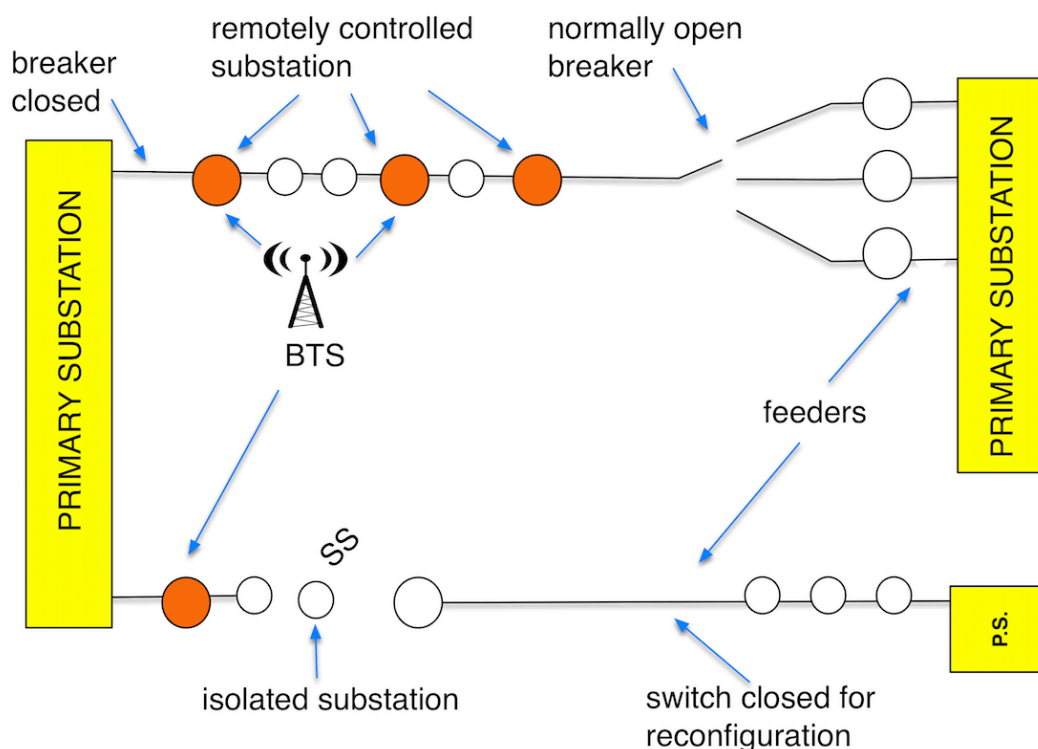 remotely controlled
substation
normally open
breaker
breaker
closed
PRIMARY SUBSTATION
PRIMARY SUBSTATION
BTS
feeders
SS
P.S.
isolated substation
switch closed for
reconfiguration